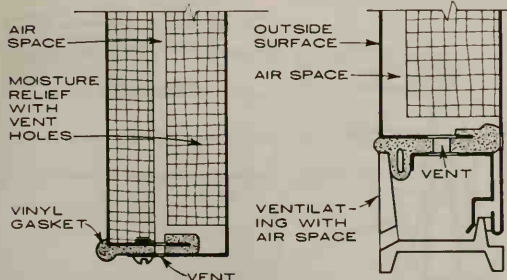 AIR
SPACE
MOISTURE
RELIEF
WITH
VENT
HOLES
VINYL
GASKET
VENT
OUTSIDE
SURFACE
AIR SPACE
VENT
VENTILAT-
ING WITH
AIR SPACE